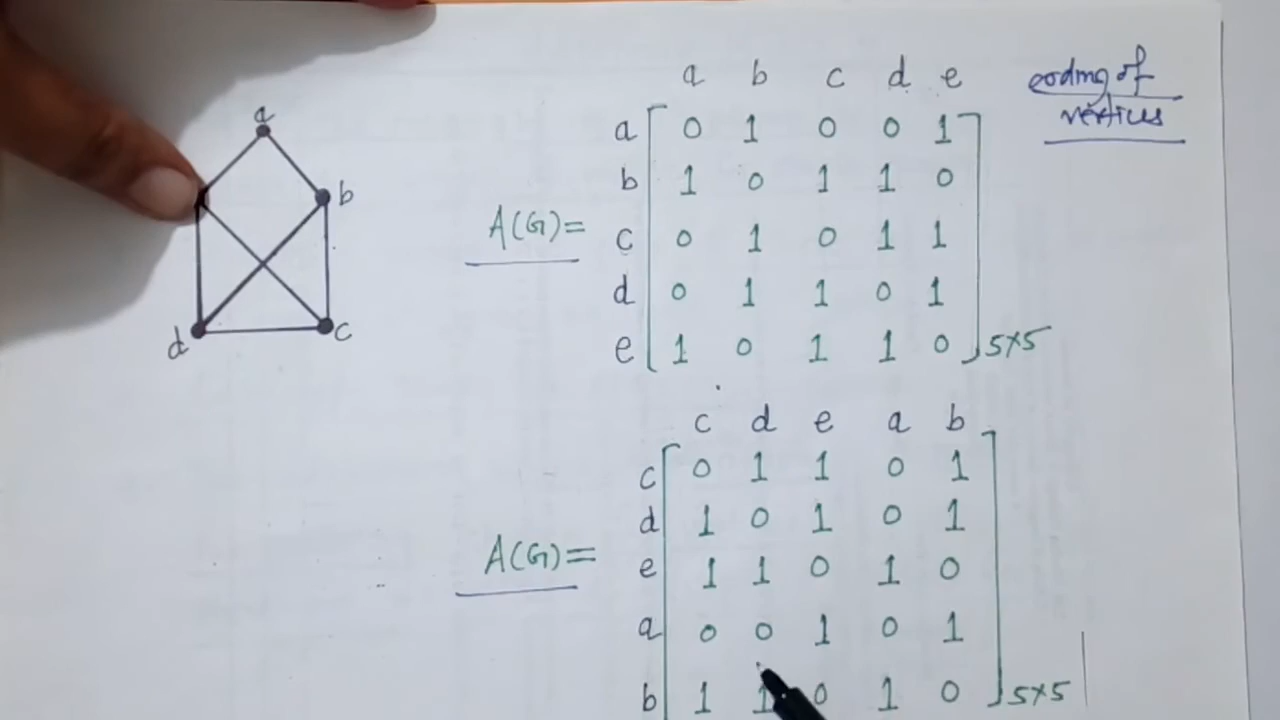 a
b
d
c
a b c d e
A(G)=
a 0 1 0 0 1
b 1 0 1 1 0
c 0 1 0 1 1
d 0 1 1 0 1
e 1 0 1 1 0
5×5
c d e a b
A(G)=
c 0 1 1 0 1
d 1 0 1 0 1
e 1 1 0 1 0
a 0 0 1 0 1
b 1 1 0 1 0
5×5
of
vertices